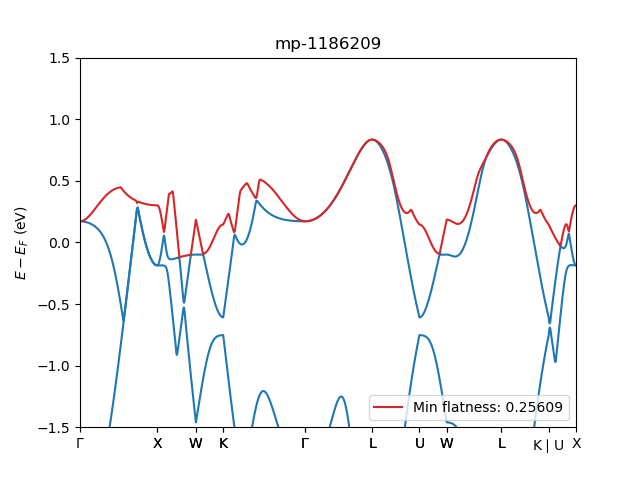 mp-1186209
1.5
1.0
0.5
0.0
−0.5
−1.0
−1.5
E − E_F (eV)
Min flatness: 0.25609
Γ X W K Γ L U W L K | U X